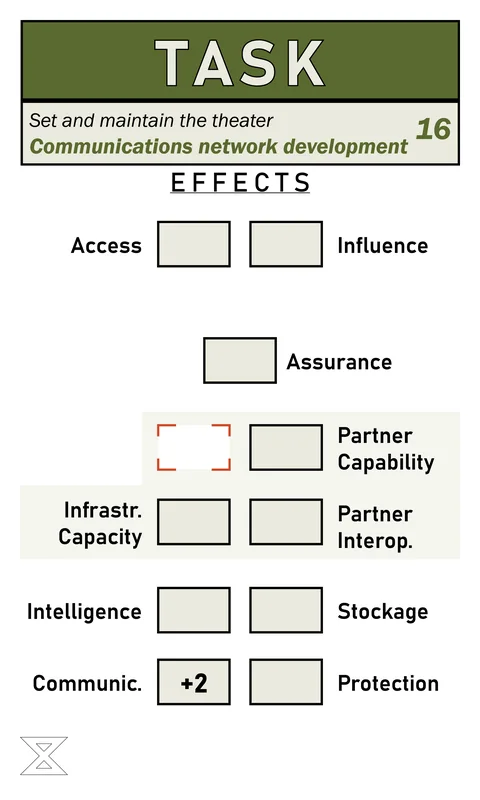 TASK
Set and maintain the theater
Communications network development 16
EFFECTS
Access
Influence
Assurance
Partner
Capability
Infrastr.
Capacity
Partner
Interop.
Intelligence
Stockage
Communic. +2
Protection